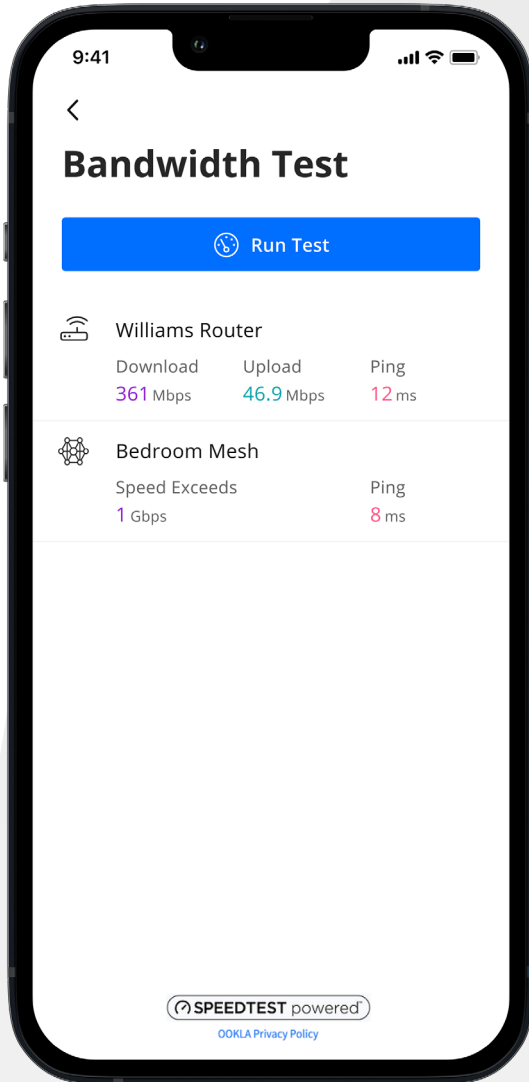 9:41
Bandwidth Test
Run Test
Williams Router
Download Upload Ping
361 Mbps 46.9 Mbps 12 ms
Bedroom Mesh
Speed Exceeds Ping
1 Gbps 8 ms
SPEEDTEST powered™
OOKLA Privacy Policy